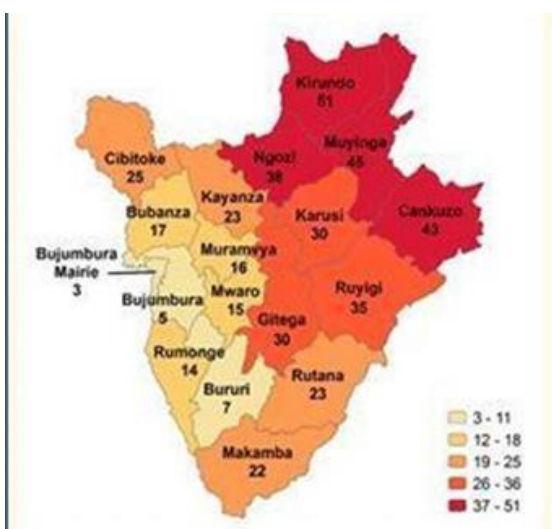 Kirundo
51
Muyinga
45
Ngozi
38
Cibitoke
25
Kayanza
23
Karusi
30
Cankuzo
43
Bubanza
17
Muramvya
16
Bujumbura
Mairie
3
Bujumbura
5
Mwaro
15
Gitega
30
Ruyigi
35
Rumonge
14
Bururi
7
Rutana
23
Makamba
22
3 - 11
12 - 18
19 - 25
26 - 36
37 - 51